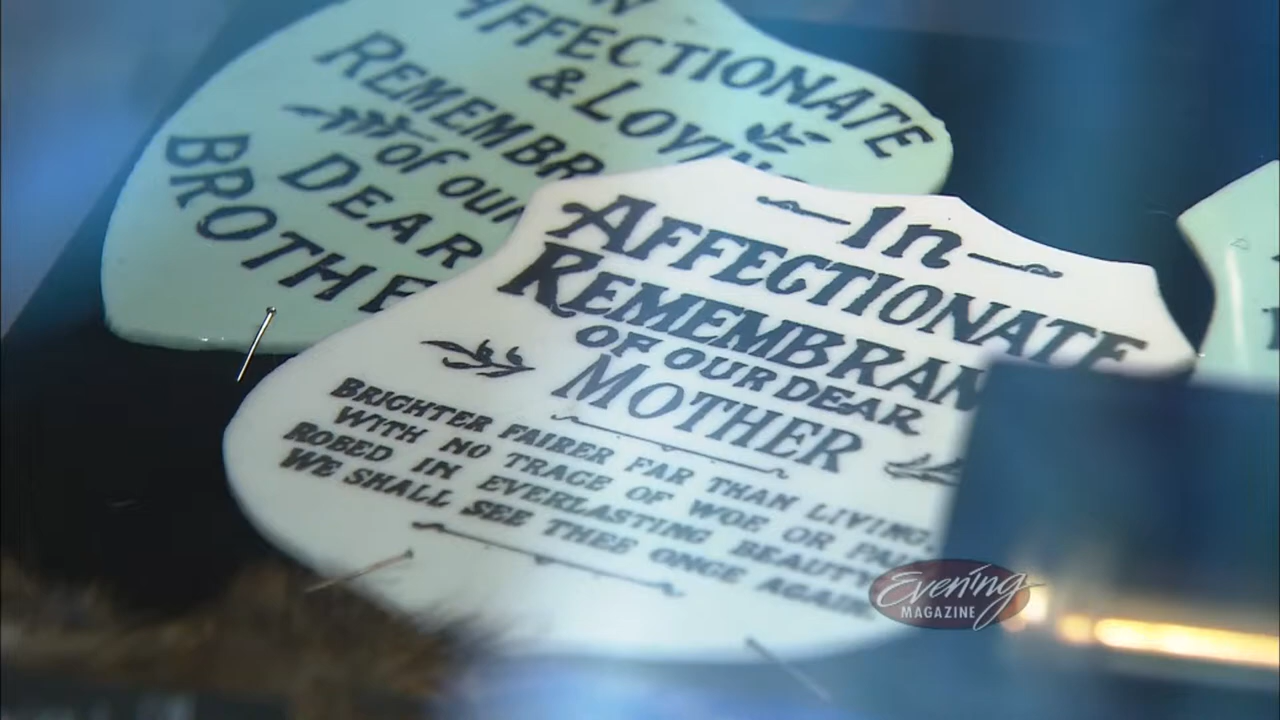 AFFECTIONATE
& LOVIN
REMEMBR
OF OUR
DEAR
BROTHE
In
AFFECTIONATE
REMEMBRAN
OF OUR DEAR
MOTHER
BRIGHTER FAIRER FAR THAN LIVING
WITH NO TRACE OF WOE OR PAI
ROBED IN EVERLASTING BEAUTY
WE SHALL SEE THEE ONCE AGAIN
Evening
MAGAZINE